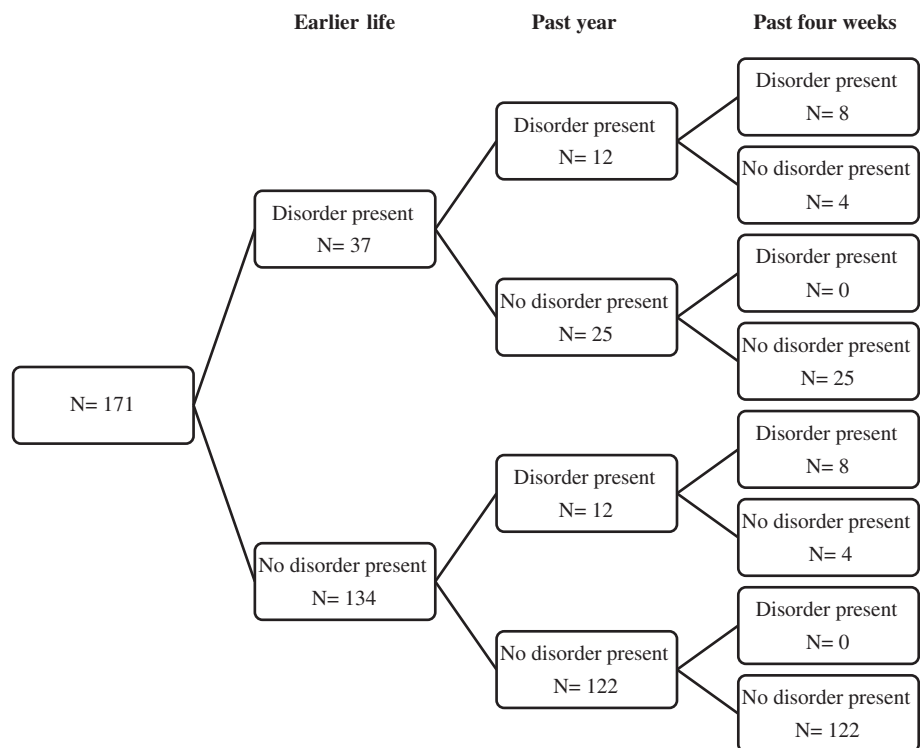 Earlier life
Past year
Past four weeks
N= 171
Disorder present
N= 37
No disorder present
N= 134
Disorder present
N= 12
No disorder present
N= 25
Disorder present
N= 12
No disorder present
N= 122
Disorder present
N= 8
No disorder present
N= 4
Disorder present
N= 0
No disorder present
N= 25
Disorder present
N= 8
No disorder present
N= 4
Disorder present
N= 0
No disorder present
N= 122